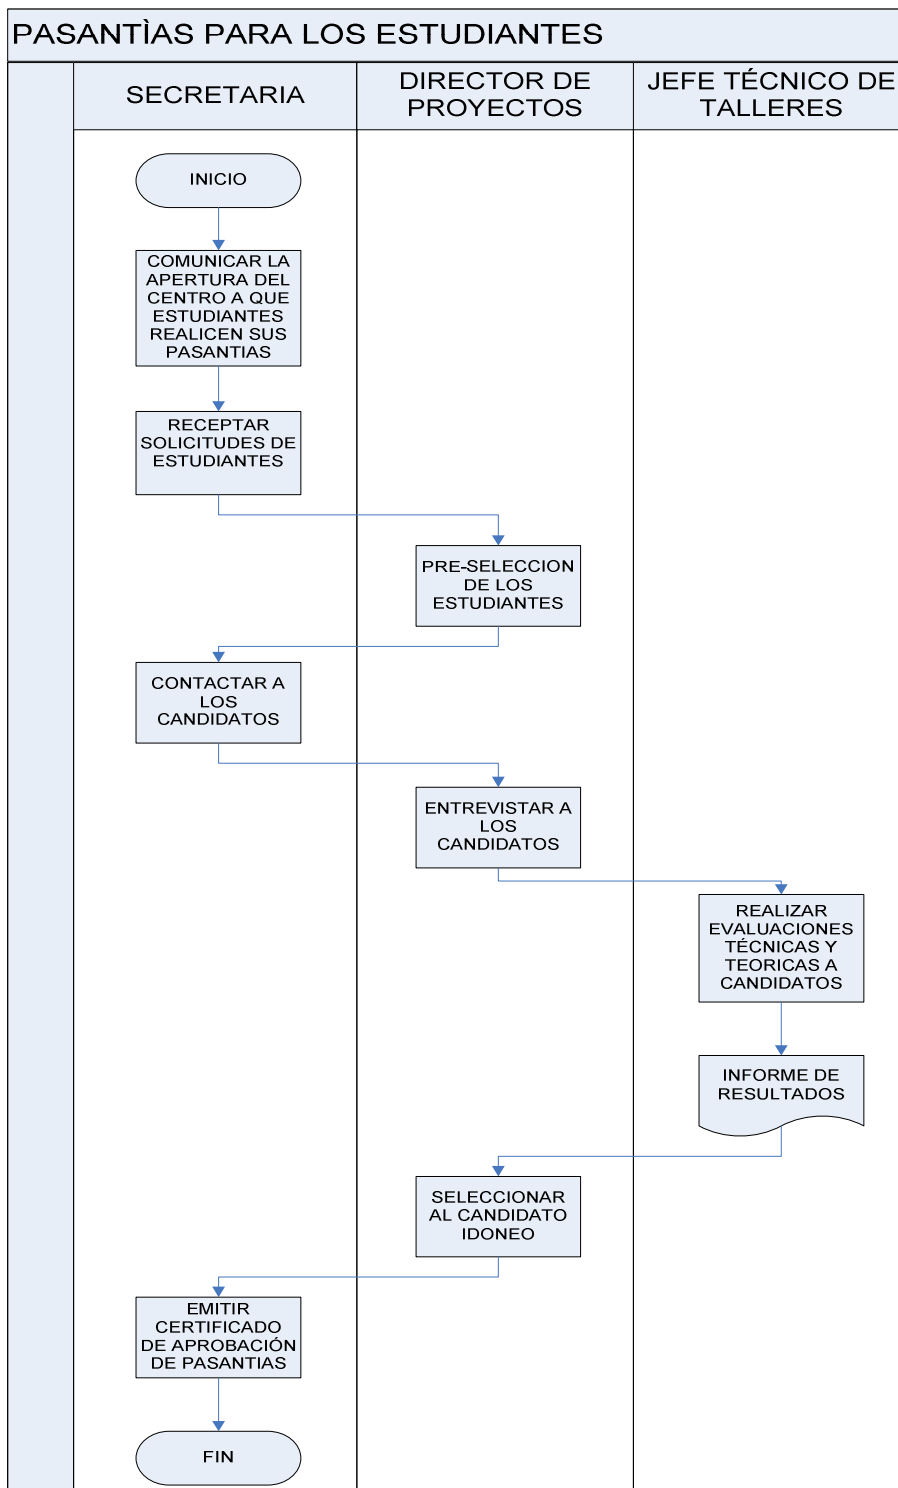 PASANTÌAS PARA LOS ESTUDIANTES
SECRETARIA
DIRECTOR DE
PROYECTOS
JEFE TÉCNICO DE
TALLERES
INICIO
COMUNICAR LA
APERTURA DEL
CENTRO A QUE
ESTUDIANTES
REALICEN SUS
PASANTIAS
RECEPTAR
SOLICITUDES DE
ESTUDIANTES
PRE-SELECCION
DE LOS
ESTUDIANTES
CONTACTAR A
LOS
CANDIDATOS
ENTREVISTAR A
LOS
CANDIDATOS
REALIZAR
EVALUACIONES
TÉCNICAS Y
TEORICAS A
CANDIDATOS
INFORME DE
RESULTADOS
SELECCIONAR
AL CANDIDATO
IDONEO
EMITIR
CERTIFICADO
DE APROBACIÓN
DE PASANTIAS
FIN